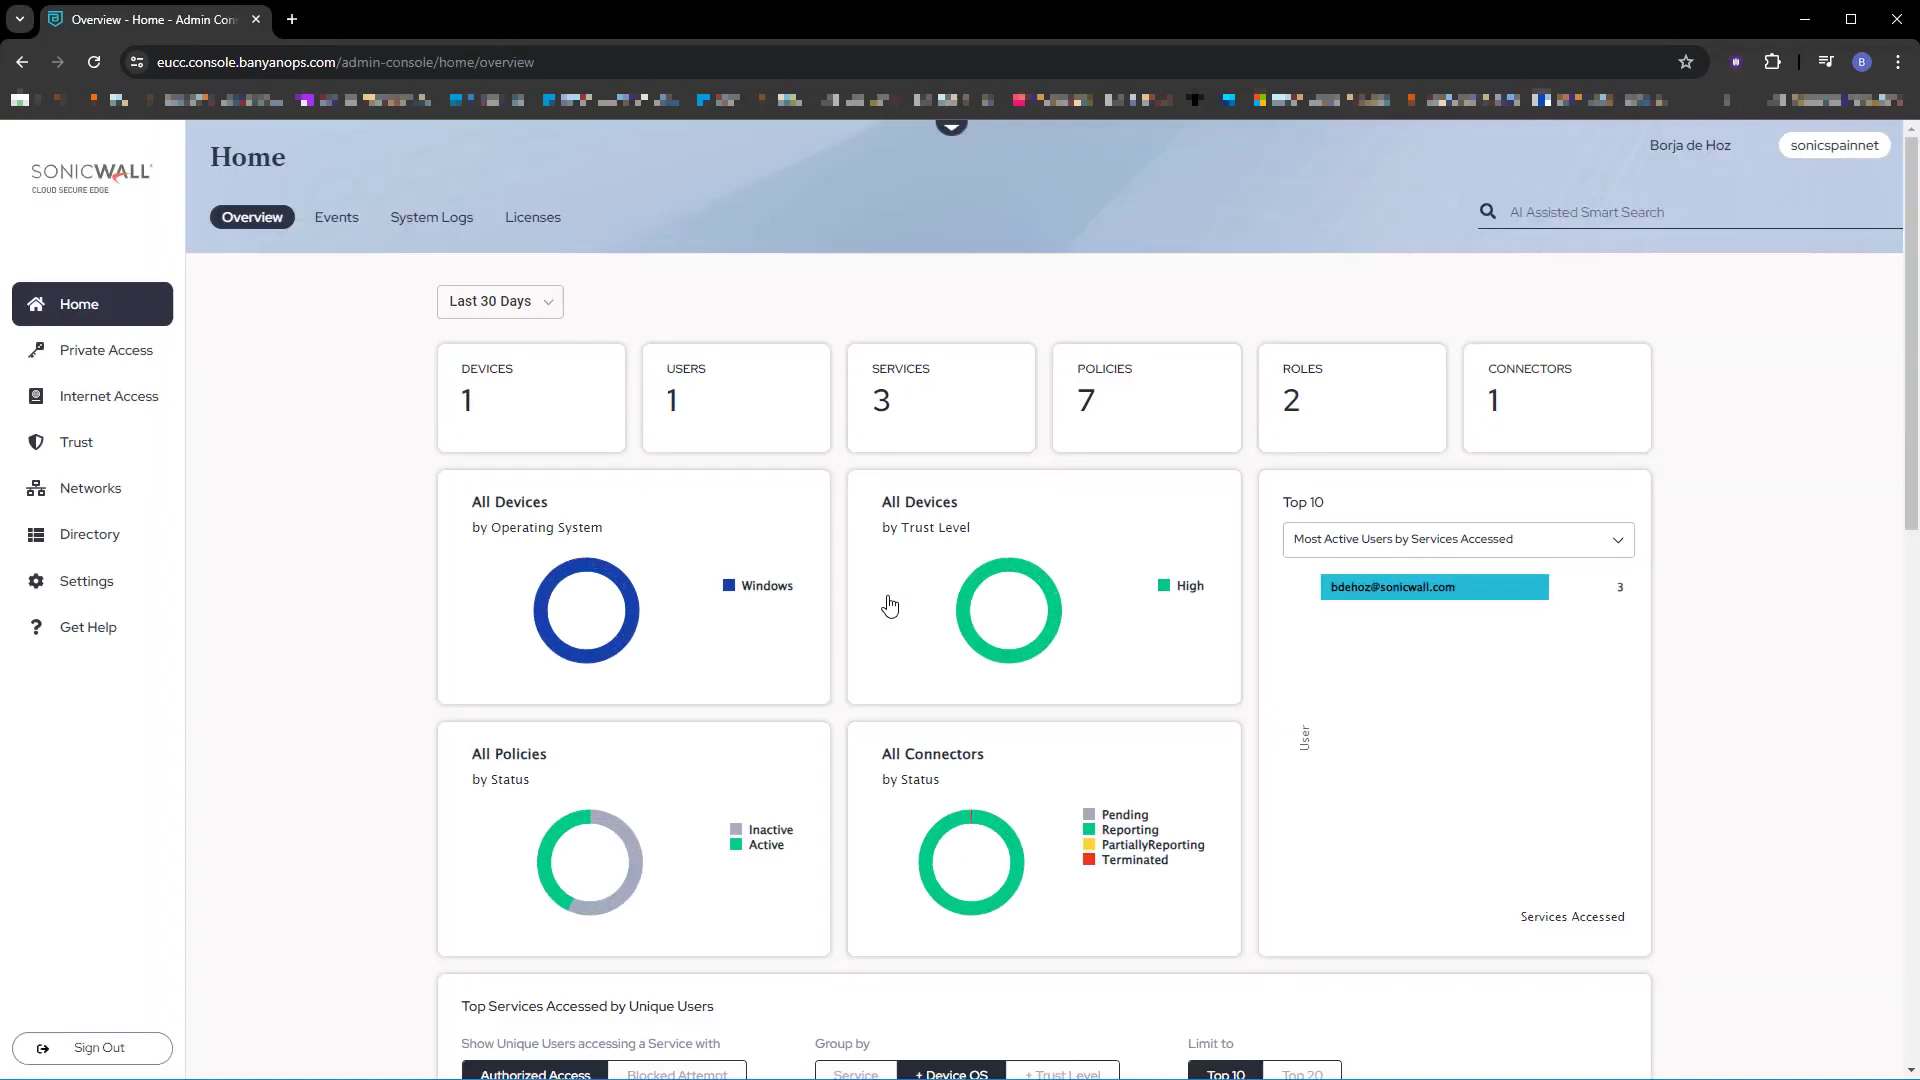 Overview - Home - Admin Con
eucc.console.banyanops.com/admin-console/home/overview
B
SONICWALL
CLOUD SECURE EDGE
Home
Borja de Hoz
sonicspainnet
Overview
Events
System Logs
Licenses
AI Assisted Smart Search
Home
Private Access
Internet Access
Trust
Networks
Directory
Settings
? Get Help
Sign Out
Last 30 Days
DEVICES
1
USERS
1
SERVICES
3
POLICIES
7
ROLES
2
CONNECTORS
1
All Devices
by Operating System
Windows
All Devices
by Trust Level
High
Top 10
Most Active Users by Services Accessed
bdehoz@sonicwall.com
3
User
Services Accessed
All Policies
by Status
Inactive
Active
All Connectors
by Status
Pending
Reporting
PartiallyReporting
Terminated
Top Services Accessed by Unique Users
Show Unique Users accessing a Service with
Authorized Access
Blocked Attempt
Group by
Service
+ Device OS
+ Trust Level
Limit to
Top 10
Top 20